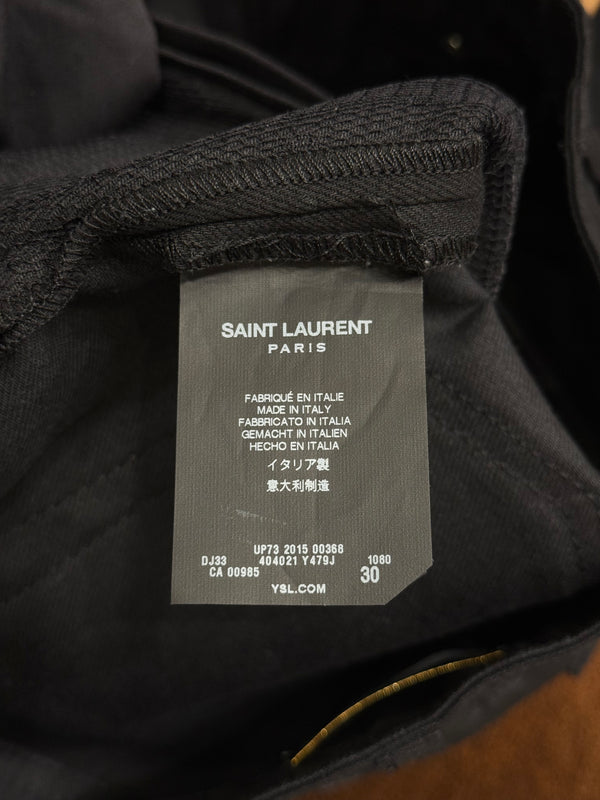 SAINT LAURENT
PARIS
FABRIQUÉ EN ITALIE
MADE IN ITALY
FABBRICATO IN ITALIA
GEMACHT IN ITALIEN
HECHO EN ITALIA
イタリア製
意大利制造
UP73 2015 00368
DJ33 404021 Y479J 1080
CA 00985 30
YSL.COM